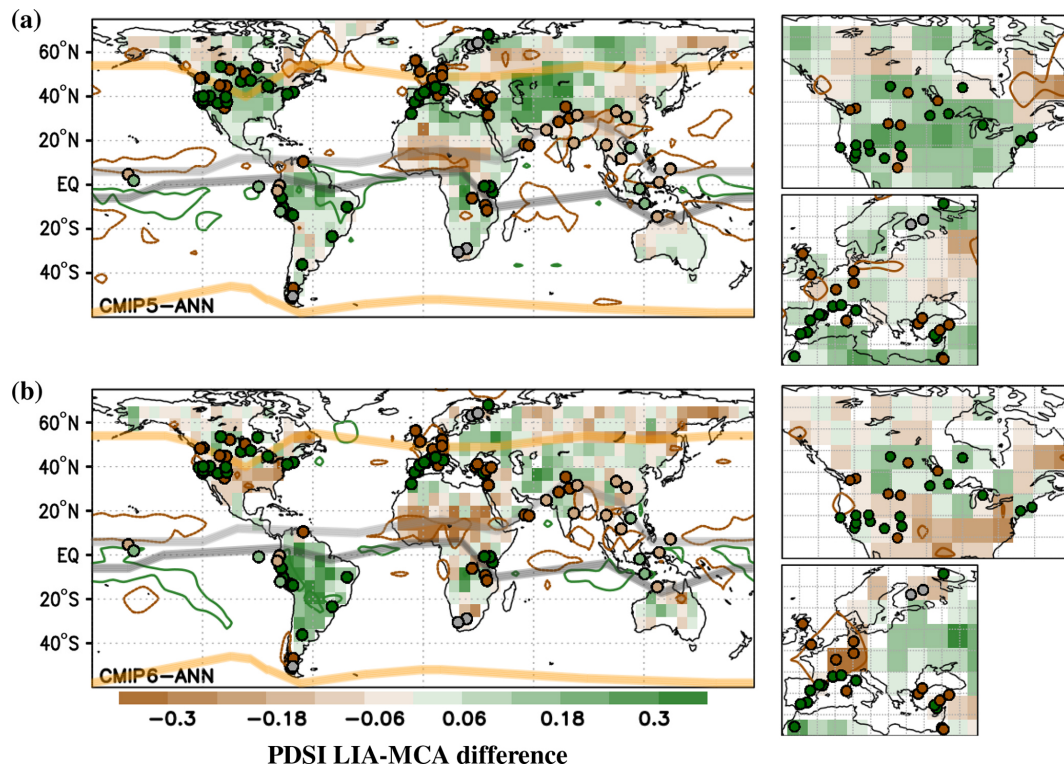 (a)
60°N
40°N
20°N
EQ
20°S
40°S
CMIP5-ANN
(b)
60°N
40°N
20°N
EQ
20°S
40°S
CMIP6-ANN
-0.3 -0.18 -0.06 0.06 0.18 0.3
PDSI LIA-MCA difference